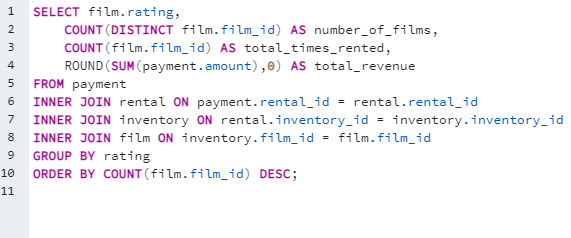 1 SELECT film.rating,
2 COUNT(DISTINCT film.film_id) AS number_of_films,
3 COUNT(film.film_id) AS total_times_rented,
4 ROUND(SUM(payment.amount),0) AS total_revenue
5 FROM payment
6 INNER JOIN rental ON payment.rental_id = rental.rental_id
7 INNER JOIN inventory ON rental.inventory_id = inventory.inventory_id
8 INNER JOIN film ON inventory.film_id = film.film_id
9 GROUP BY rating
10 ORDER BY COUNT(film.film_id) DESC;
11